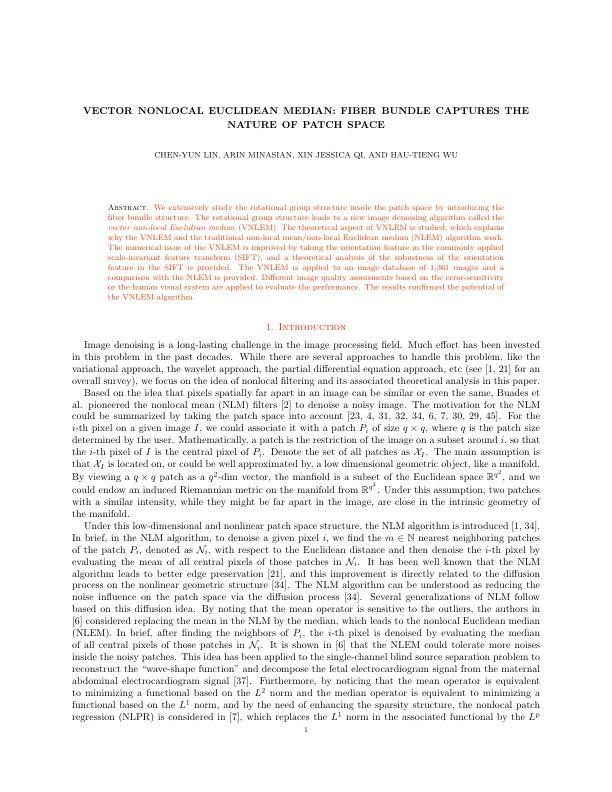 VECTOR NONLOCAL EUCLIDEAN MEDIAN: FIBER BUNDLE CAPTURES THE
NATURE OF PATCH SPACE
CHEN-YUN LIN, ARIN MINASIAN, XIN JESSICA QI, AND HAU-TIENG WU
Abstract. We extensively study the rotational group structure inside the patch space by introducing the
fiber bundle structure. The rotational group structure leads to a new image denoising algorithm called the
vector non-local Euclidean median (VNLEM). The theoretical aspect of VNLEM is studied, which explains
why the VNLEM and the traditional non-local mean/non-local Euclidean median (NLEM) algorithm work.
The numerical issue of the VNLEM is improved by taking the orientation feature in the commonly applied
scale-invariant feature transform (SIFT), and a theoretical analysis of the robustness of the orientation
feature in the SIFT is provided. The VNLEM is applied to an image database of 1,361 images and a
comparison with the NLEM is provided. Different image quality assessments based on the error-sensitivity
or the human visual system are applied to evaluate the performance. The results confirmed the potential of
the VNLEM algorithm.
1. Introduction
Image denoising is a long-lasting challenge in the image processing field. Much effort has been invested
in this problem in the past decades. While there are several approaches to handle this problem, like the
variational approach, the wavelet approach, the partial differential equation approach, etc (see [1, 21] for an
overall survey), we focus on the idea of nonlocal filtering and its associated theoretical analysis in this paper.
Based on the idea that pixels spatially far apart in an image can be similar or even the same, Buades et
al. pioneered the nonlocal mean (NLM) filters [2] to denoise a noisy image. The motivation for the NLM
could be summarized by taking the patch space into account [23, 4, 31, 32, 34, 6, 7, 30, 29, 45]. For the
i-th pixel on a given image I, we could associate it with a patch P_i of size q × q, where q is the patch size
determined by the user. Mathematically, a patch is the restriction of the image on a subset around i, so that
the i-th pixel of I is the central pixel of P_i. Denote the set of all patches as X_I. The main assumption is
that X_I is located on, or could be well approximated by, a low dimensional geometric object, like a manifold.
By viewing a q × q patch as a q²-dim vector, the manfiold is a subset of the Euclidean space ℝ^{q²}, and we
could endow an induced Riemannian metric on the manifold from ℝ^{q²}. Under this assumption, two patches
with a similar intensity, while they might be far apart in the image, are close in the intrinsic geometry of
the manifold.
Under this low-dimensional and nonlinear patch space structure, the NLM algorithm is introduced [1, 34].
In brief, in the NLM algorithm, to denoise a given pixel i, we find the m ∈ ℕ nearest neighboring patches
of the patch P_i, denoted as N_i, with respect to the Euclidean distance and then denoise the i-th pixel by
evaluating the mean of all central pixels of those patches in N_i. It has been well known that the NLM
algorithm leads to better edge preservation [21], and this improvement is directly related to the diffusion
process on the nonlinear geometric structure [34]. The NLM algorithm can be understood as reducing the
noise influence on the patch space via the diffusion process [34]. Several generalizations of NLM follow
based on this diffusion idea. By noting that the mean operator is sensitive to the outliers, the authors in
[6] considered replacing the mean in the NLM by the median, which leads to the nonlocal Euclidean median
(NLEM). In brief, after finding the neighbors of P_i, the i-th pixel is denoised by evaluating the median
of all central pixels of those patches in N_i. It is shown in [6] that the NLEM could tolerate more noises
inside the noisy patches. This idea has been applied to the single-channel blind source separation problem to
reconstruct the “wave-shape function” and decompose the fetal electrocardiogram signal from the maternal
abdominal electrocardiogram signal [37]. Furthermore, by noticing that the mean operator is equivalent
to minimizing a functional based on the L² norm and the median operator is equivalent to minimizing a
functional based on the L¹ norm, and by the need of enhancing the sparsity structure, the nonlocal patch
regression (NLPR) is considered in [7], which replaces the L¹ norm in the associated functional by the L^p
1